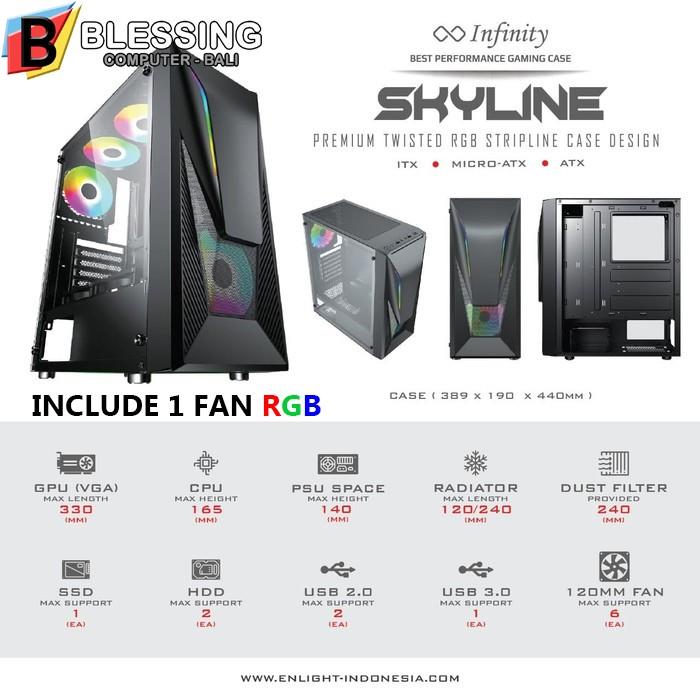 B BLESSING
COMPUTER - BALI
Infinity
BEST PERFORMANCE GAMING CASE
SKYLINE
PREMIUM TWISTED RGB STRIPLINE CASE DESIGN
ITX • MICRO-ATX • ATX
CASE ( 389 x 190 x 440MM )
INCLUDE 1 FAN RGB
GPU (VGA)
MAX LENGTH
330
(MM)
CPU
MAX HEIGHT
165
(MM)
PSU SPACE
MAX HEIGHT
140
(MM)
RADIATOR
MAX LENGTH
120/240
(MM)
DUST FILTER
PROVIDED
240
(MM)
SSD
MAX SUPPORT
1
(EA)
HDD
MAX SUPPORT
2
(EA)
USB 2.0
MAX SUPPORT
2
(EA)
USB 3.0
MAX SUPPORT
1
(EA)
120MM FAN
MAX SUPPORT
6
(EA)
WWW.ENLIGHT-INDONESIA.COM